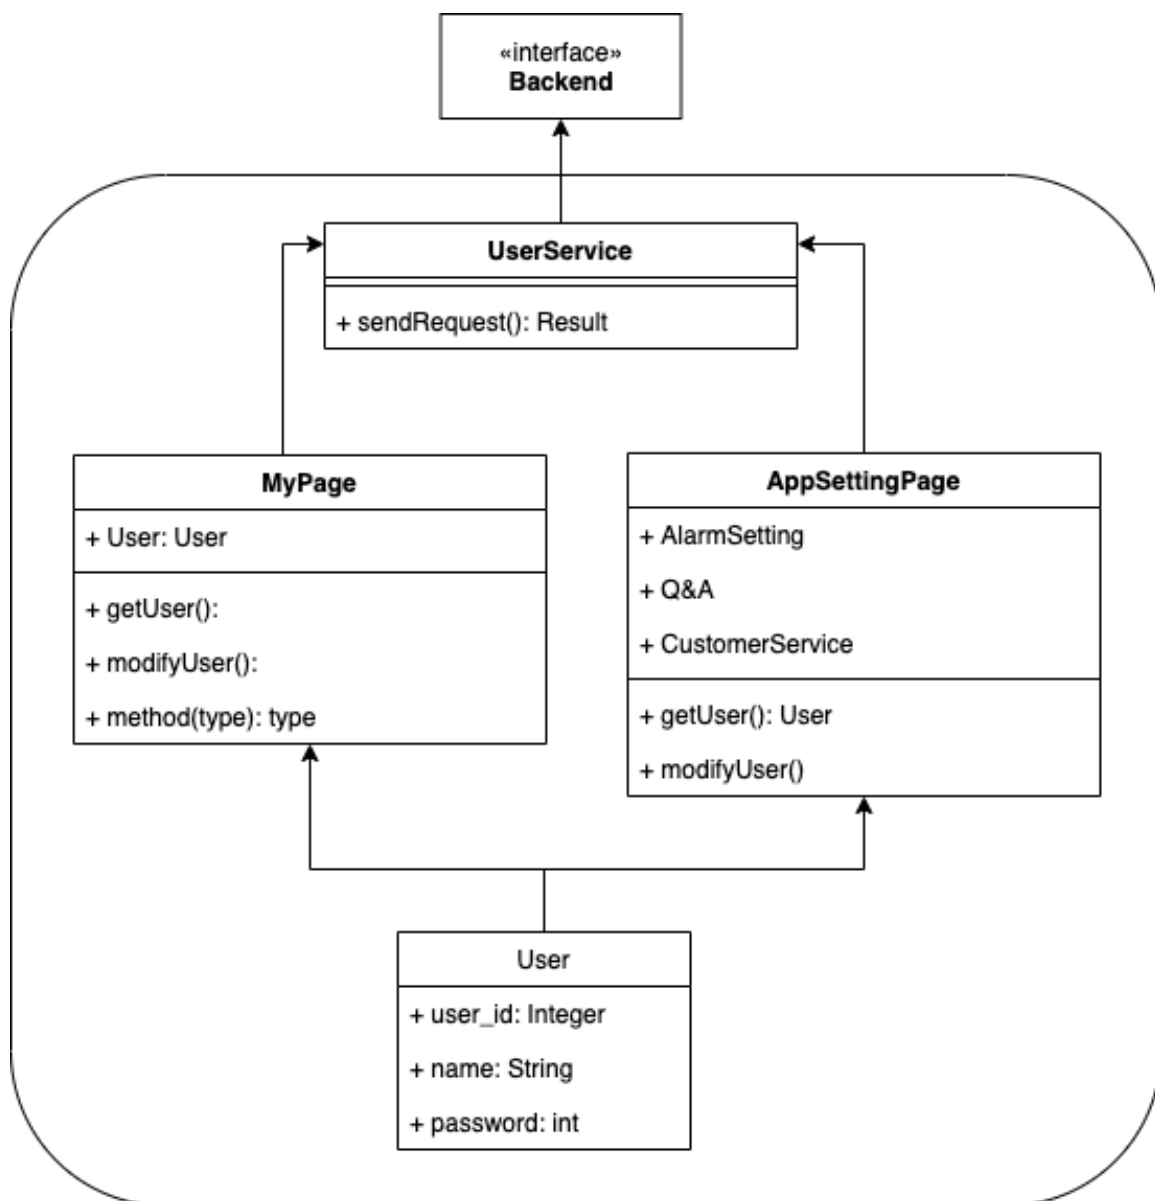 «interface»
Backend
UserService
+ sendRequest(): Result
MyPage
+ User: User
+ getUser():
+ modifyUser():
+ method(type): type
AppSettingPage
+ AlarmSetting
+ Q&A
+ CustomerService
+ getUser(): User
+ modifyUser()
User
+ user_id: Integer
+ name: String
+ password: int